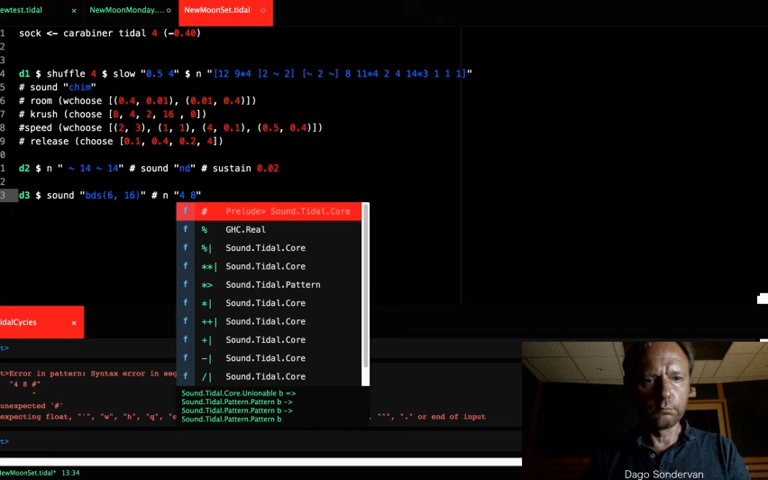 ewtest.tidal × NewMoonMonday.... NewMoonSet.tidal
1 sock <- carabiner tidal 4 (-0.40)
2
3
4 d1 $ shuffle 4 $ slow "0.5 4" $ n "[12 9*4 [2 ~ 2] [~ 2 ~] 8 11*4 2 4 14*3 1 1 1]"
5 # sound "chim"
6 # room (wchoose [(0.4, 0.01), (0.01, 0.4)])
7 # krush (choose [8, 4, 2, 16 , 0])
8 #speed (wchoose [(2, 3), (1, 1), (4, 0.1), (0.5, 0.4)])
9 # release (choose [0.1, 0.4, 0.2, 4])
0
1 d2 $ n " ~ 14 ~ 14" # sound "nd" # sustain 0.02
2
3 d3 $ sound "bds(6, 16)" # n "4 8"
f # Prelude> Sound.Tidal.Core
f % GHC.Real
f %| Sound.Tidal.Core
f **| Sound.Tidal.Core
f *> Sound.Tidal.Pattern
f *| Sound.Tidal.Core
f ++| Sound.Tidal.Core
f +| Sound.Tidal.Core
f -| Sound.Tidal.Core
f /| Sound.Tidal.Core
Sound.Tidal.Core.Unionable b =>
Sound.Tidal.Pattern.Pattern b ->
Sound.Tidal.Pattern.Pattern b ->
Sound.Tidal.Pattern.Pattern b
idalCycles ×
t>
t>Error in pattern: Syntax error in seq
"4 8 #"
^
unexpected '#'
expecting float, "'", "w", "h", "q", "e "^", "." or end of input
t>
ewMoonSet.tidal* 13:34
Dago Sondervan